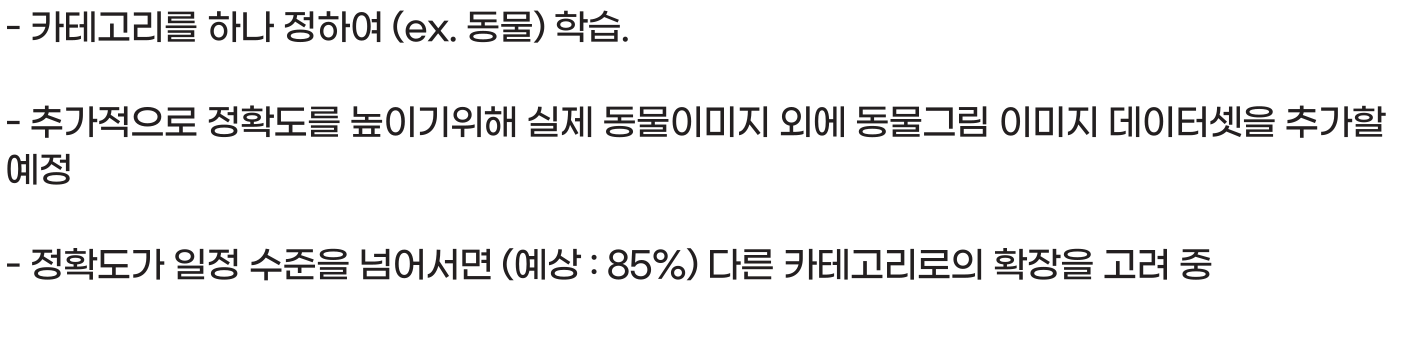 - 카테고리를 하나 정하여 (ex. 동물) 학습.
- 추가적으로 정확도를 높이기위해 실제 동물이미지 외에 동물그림 이미지 데이터셋을 추가할
예정
- 정확도가 일정 수준을 넘어서면 (예상 : 85%) 다른 카테고리로의 확장을 고려 중